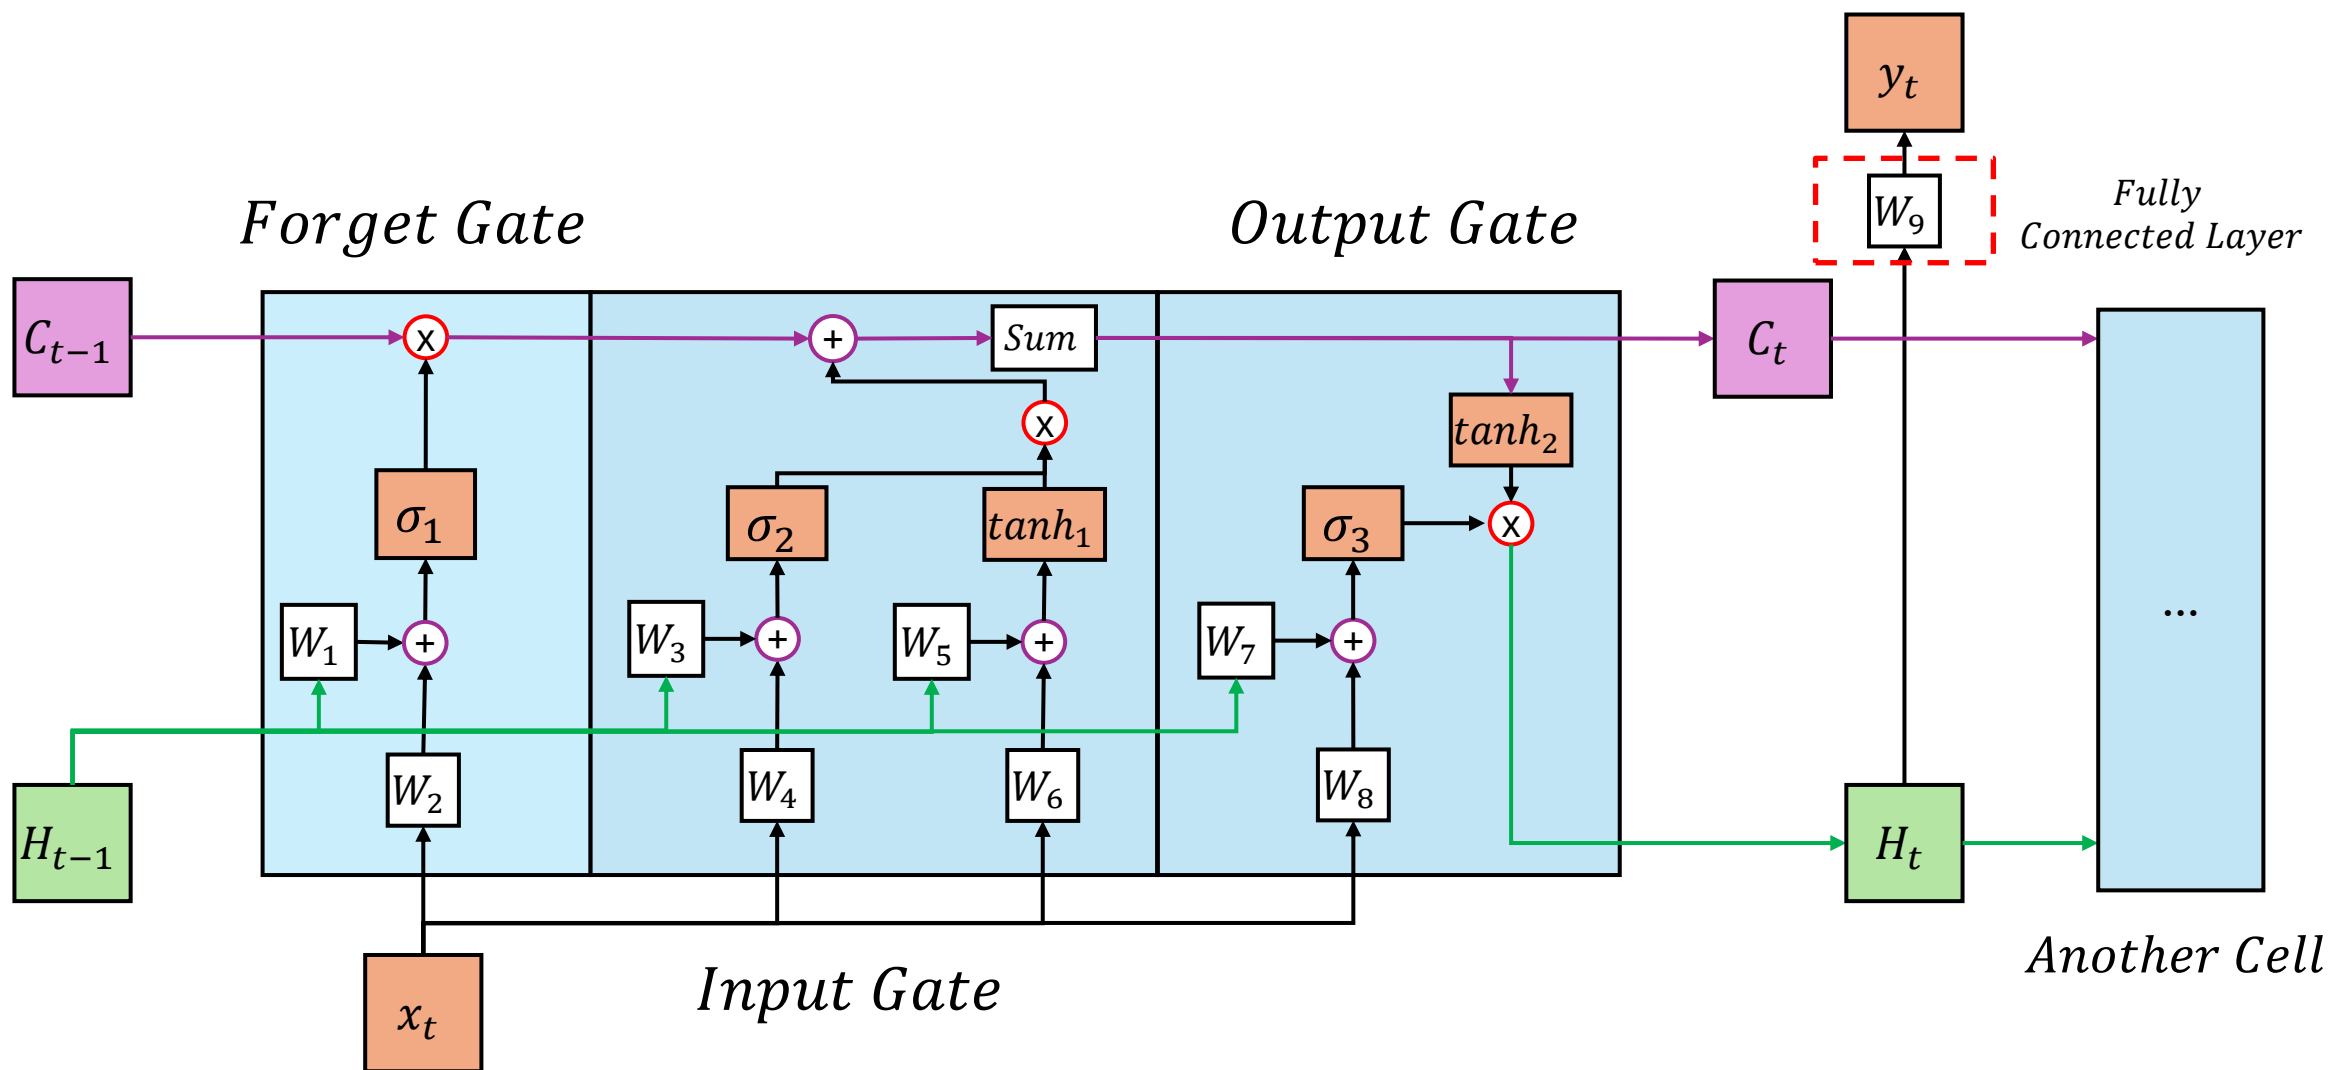 y_t
W_9
Fully
Connected Layer
Forget Gate
Output Gate
C_{t-1}
x
+
Sum
C_t
x
tanh_2
σ_1
σ_2
tanh_1
σ_3
x
W_1
+
W_3
+
W_5
+
W_7
+
...
W_2
W_4
W_6
W_8
H_{t-1}
H_t
Another Cell
Input Gate
x_t